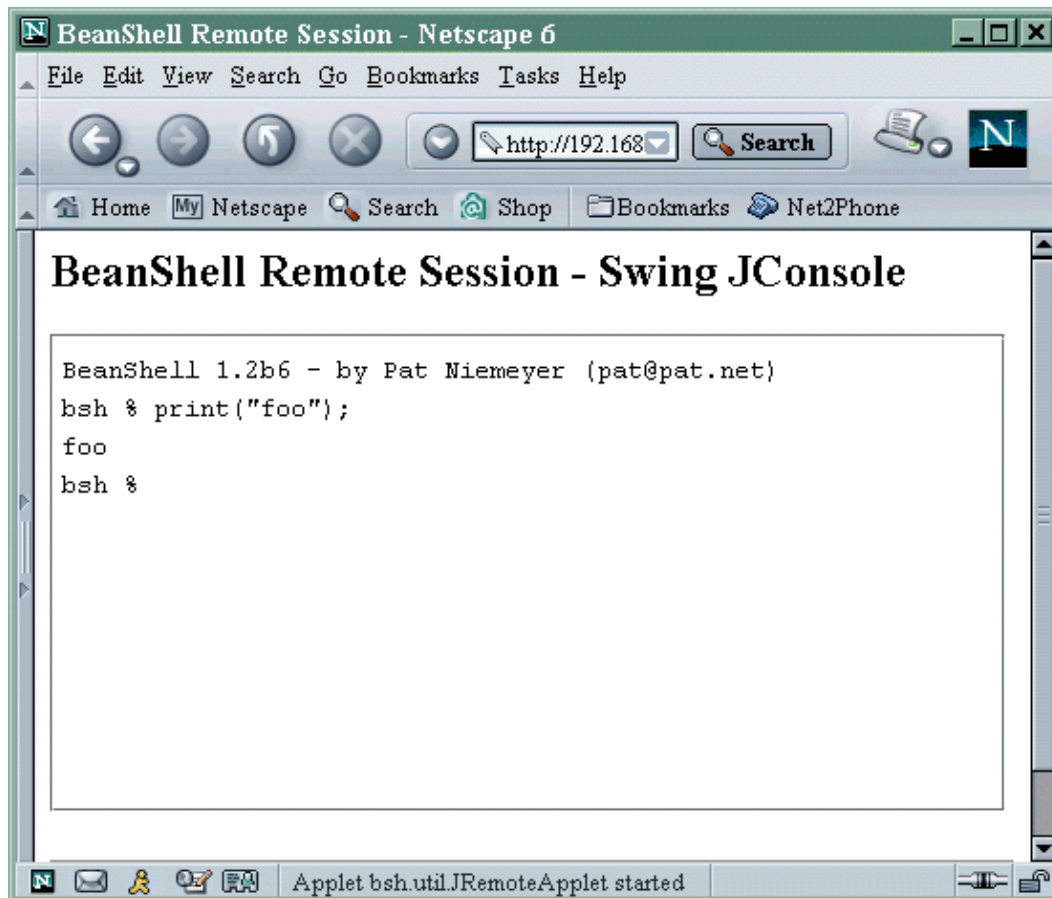 BeanShell Remote Session - Netscape 6
File Edit View Search Go Bookmarks Tasks Help
http://192.168 Search N
Home My Netscape Search Shop Bookmarks Net2Phone
BeanShell Remote Session - Swing JConsole
BeanShell 1.2b6 - by Pat Niemeyer (pat@pat.net)
bsh % print("foo");
foo
bsh %
Applet bsh.util.JRemoteApplet started